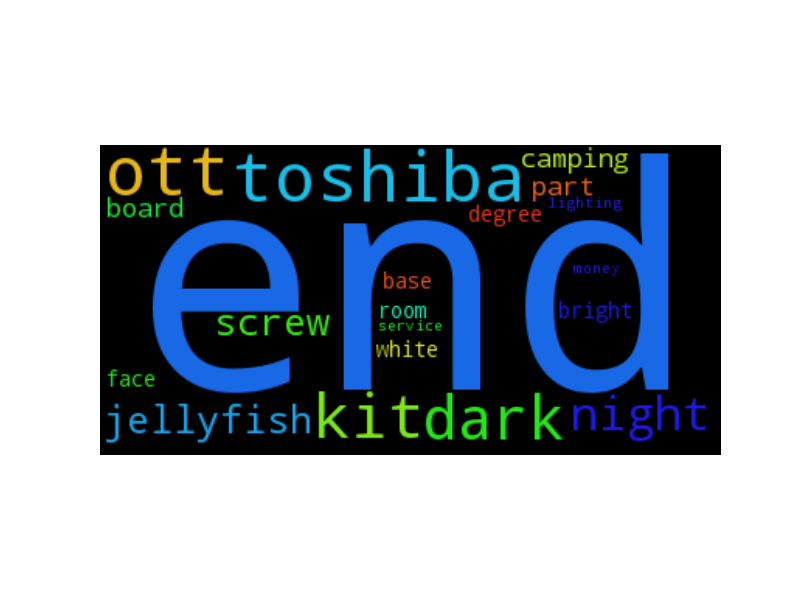 ott toshiba camping
part
board degree lighting
end
base money
screw room bright
service
white
face
jellyfish kit dark night